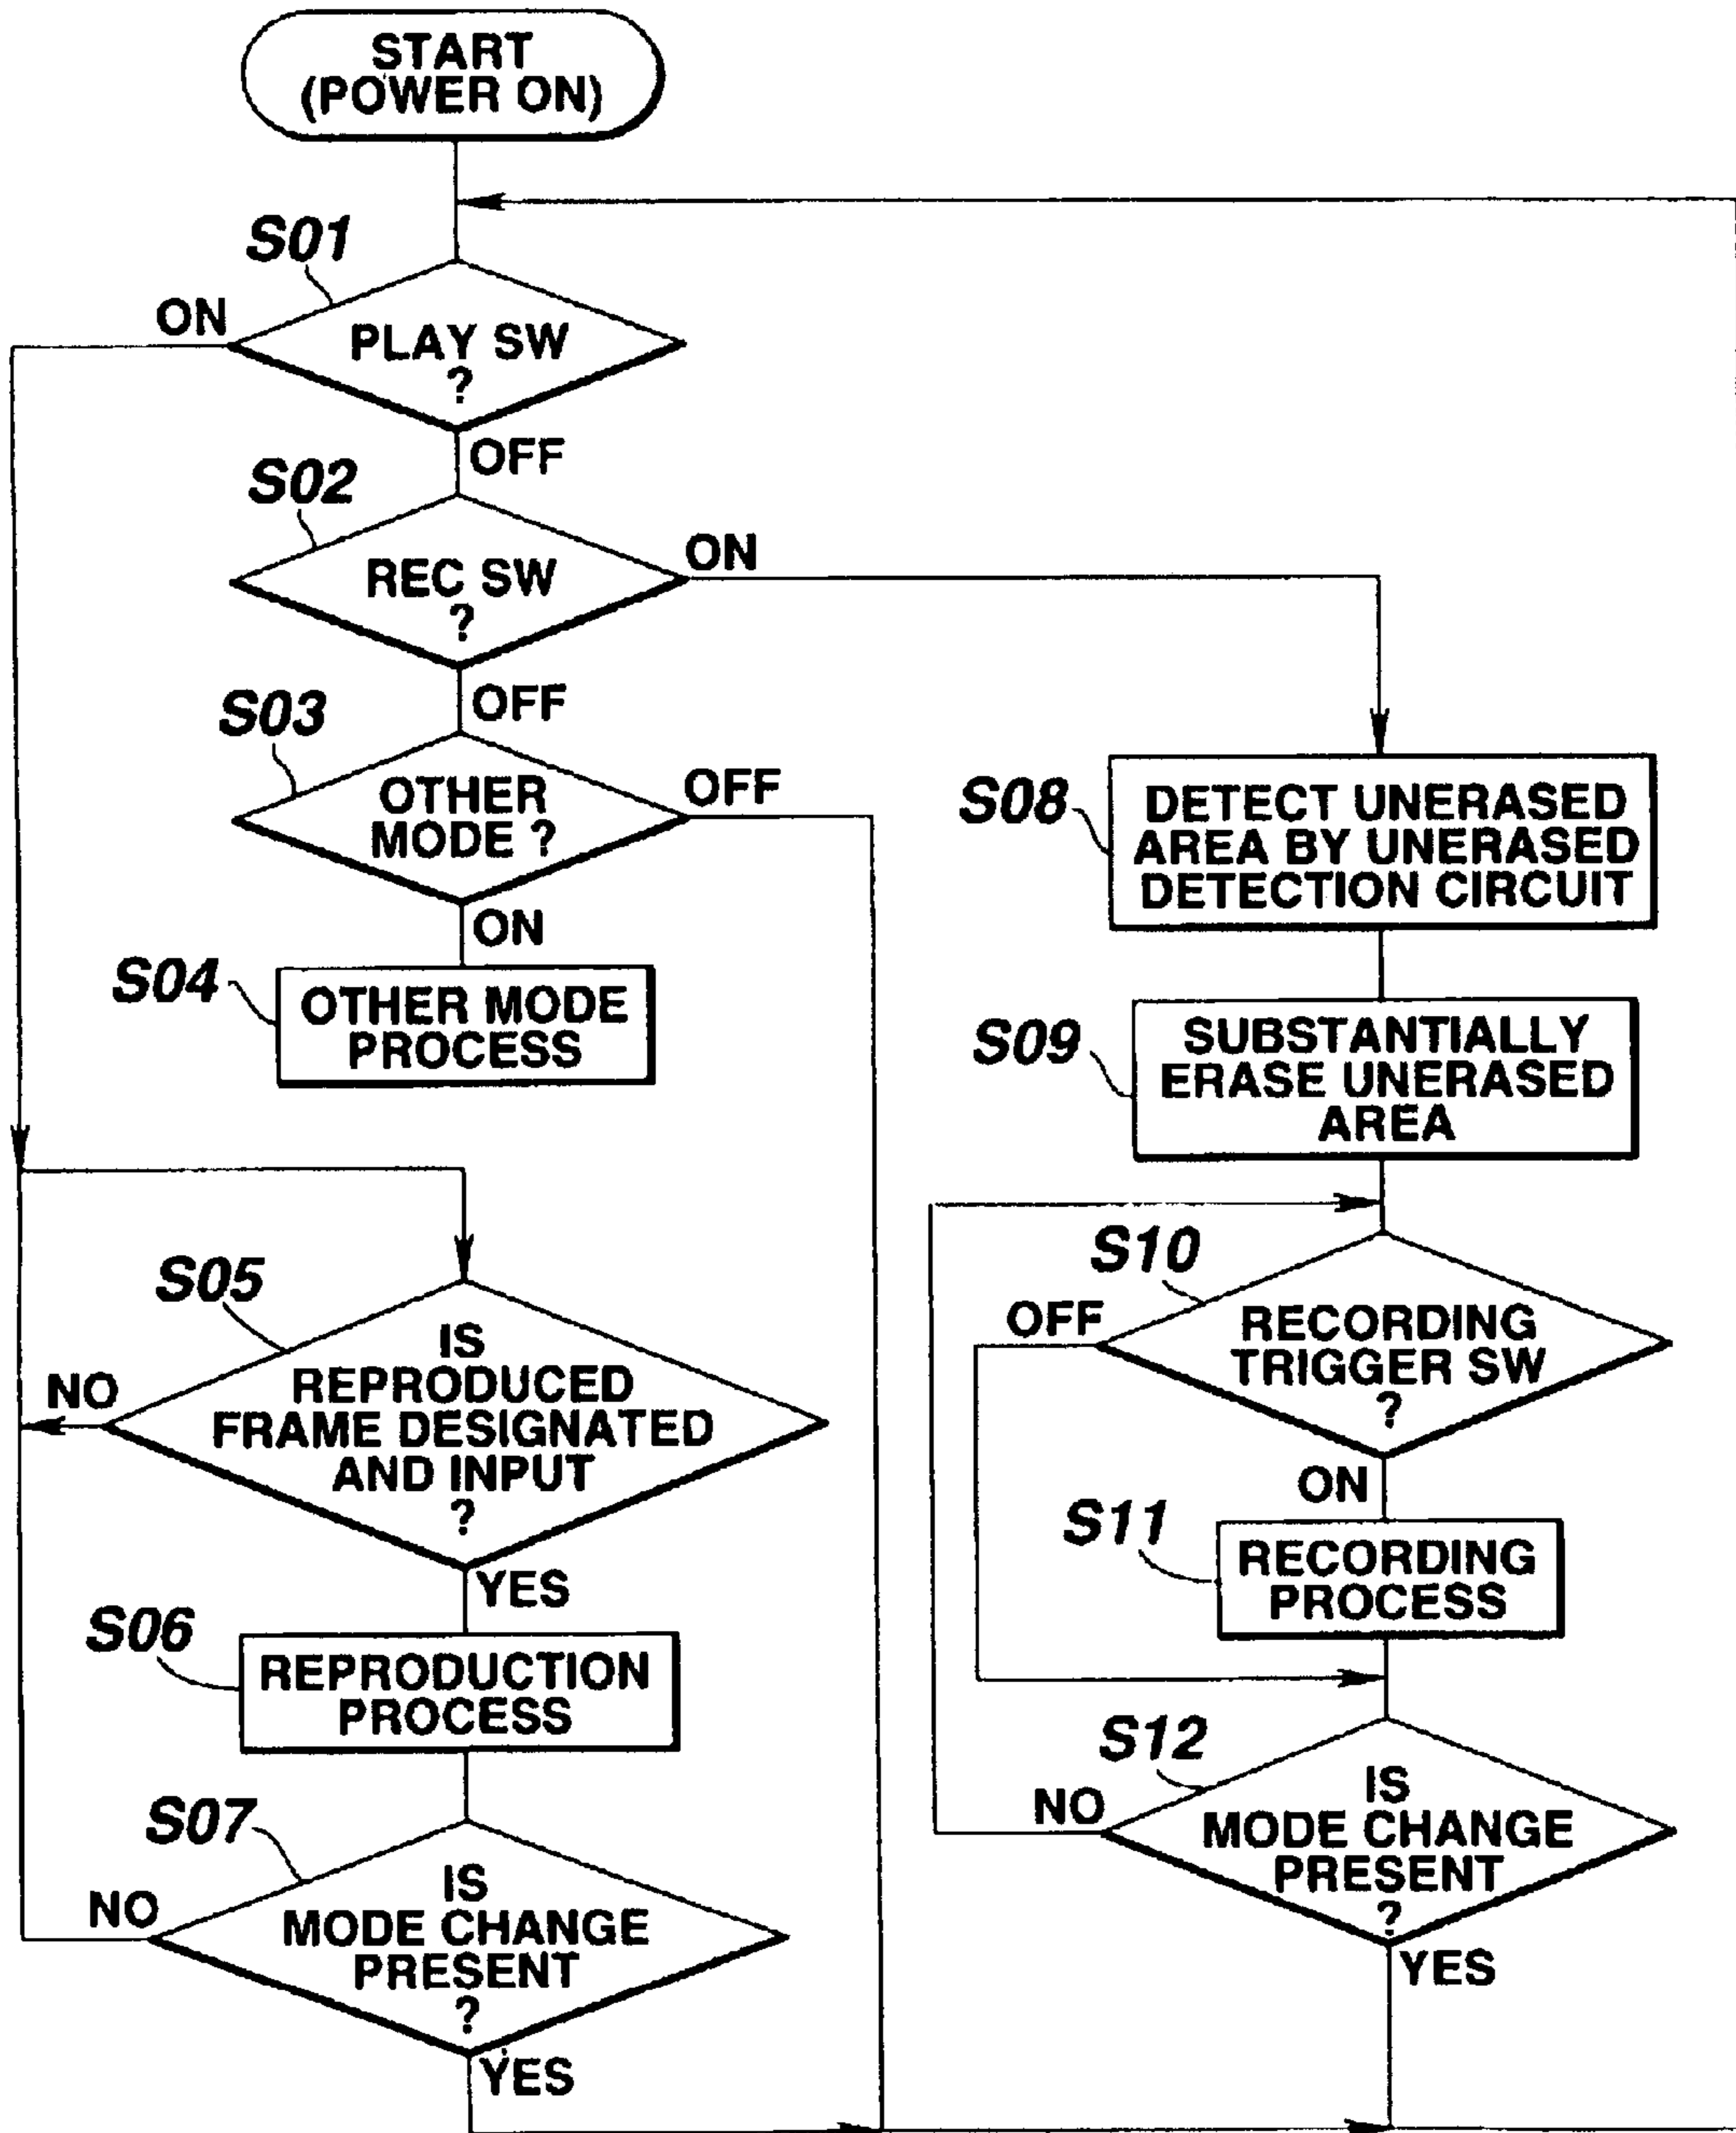 START
(POWER ON)
S01
ON
PLAY SW
?
OFF
S02
REC SW
?
ON
OFF
S03
OTHER
MODE ?
OFF
ON
S04
OTHER MODE
PROCESS
S05
IS
REPRODUCED
FRAME DESIGNATED
AND INPUT
?
NO
YES
S06
REPRODUCTION
PROCESS
S07
IS
MODE CHANGE
PRESENT
?
NO
YES
S08
DETECT UNERASED
AREA BY UNERASED
DETECTION CIRCUIT
S09
SUBSTANTIALLY
ERASE UNERASED
AREA
S10
OFF
RECORDING
TRIGGER SW
?
ON
S11
RECORDING
PROCESS
S12
NO
IS
MODE CHANGE
PRESENT
?
YES